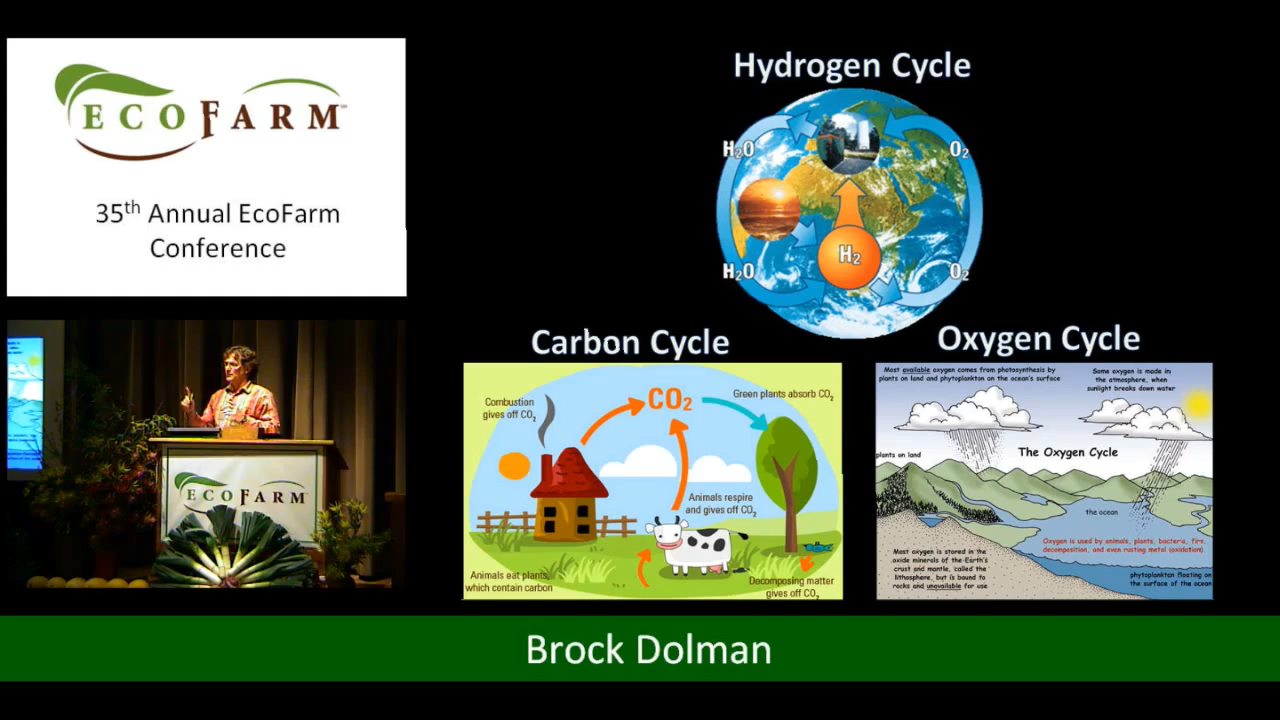 ECOFARM
35th Annual EcoFarm
Conference
Hydrogen Cycle
H₂O
O₂
H₂
H₂O
O₂
Carbon Cycle
Combustion
gives off CO₂
CO₂
Green plants absorb CO₂
Animals respire
and gives off CO₂
Animals eat plants,
which contain carbon
Decomposing matter
gives off CO₂
Oxygen Cycle
Most available oxygen comes from photosynthesis by
plants on land and phytoplankton on the ocean's surface
Some oxygen is made in
the atmosphere, when
sunlight breaks down water
plants on land
The Oxygen Cycle
the ocean
Oxygen is used by animals, plants, bacteria, fire,
decomposition, and even rusting metal (oxidation).
Most oxygen is stored in the
oxide minerals of the Earth's
crust and mantle, called the
lithosphere, but is bound to
rocks and unavailable for use
phytoplankton floating on
the surface of the ocean
ECOFARM
Brock Dolman